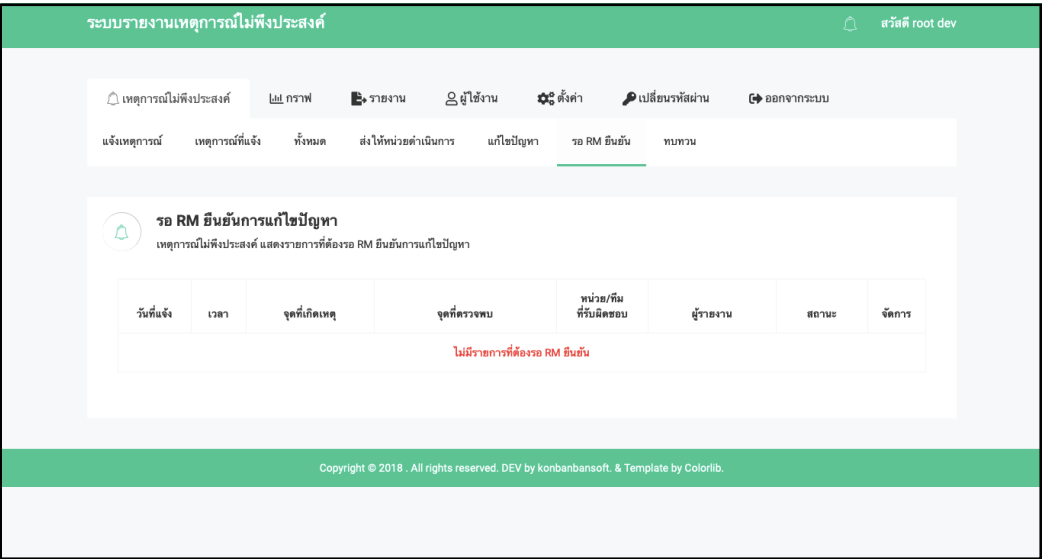 ระบบรายงานเหตุการณ์ไม่พึงประสงค์ สวัสดี root dev
เหตุการณ์ไม่พึงประสงค์ กราฟ รายงาน ผู้ใช้งาน ตั้งค่า เปลี่ยนรหัสผ่าน ออกจากระบบ
แจ้งเหตุการณ์ เหตุการณ์ที่แจ้ง ทั้งหมด ส่งให้หน่วยดำเนินการ แก้ไขปัญหา รอ RM ยืนยัน ทบทวน
รอ RM ยืนยันการแก้ไขปัญหา
เหตุการณ์ไม่พึงประสงค์ แสดงรายการที่ต้องรอ RM ยืนยันการแก้ไขปัญหา
วันที่แจ้ง เวลา จุดที่เกิดเหตุ จุดที่ตรวจพบ หน่วย/ทีม
ที่รับผิดชอบ ผู้รายงาน สถานะ จัดการ
ไม่มีรายการที่ต้องรอ RM ยืนยัน
Copyright © 2018 . All rights reserved. DEV by konbanbansoft. & Template by Colorlib.